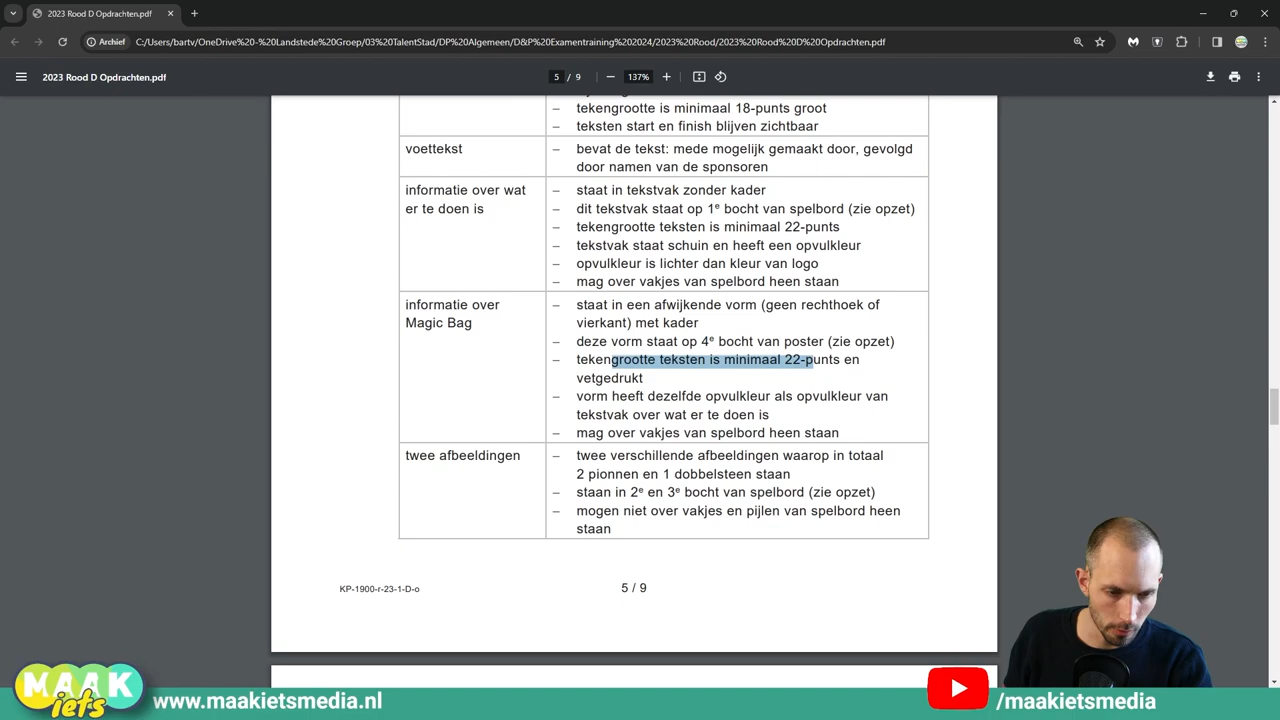 2023 Rood D Opdrachten.pdf
Archief
C:/Users/bartv/OneDrive%20-%20Landstede%20Groep/03%20TalentStad/DP%20Algemeen/D&P%20Examentraining%202024/2023%20Rood/2023%20Rood%20D%20Opdrachten.pdf
2023 Rood D Opdrachten.pdf
5 / 9
137%
– tekengrootte is minimaal 18-punts groot
– teksten start en finish blijven zichtbaar
voettekst
– bevat de tekst: mede mogelijk gemaakt door, gevolgd
door namen van de sponsoren
informatie over wat
er te doen is
– staat in tekstvak zonder kader
– dit tekstvak staat op 1e bocht van spelbord (zie opzet)
– tekengrootte teksten is minimaal 22-punts
– tekstvak staat schuin en heeft een opvulkleur
– opvulkleur is lichter dan kleur van logo
– mag over vakjes van spelbord heen staan
informatie over
Magic Bag
– staat in een afwijkende vorm (geen rechthoek of
vierkant) met kader
– deze vorm staat op 4e bocht van poster (zie opzet)
– tekengrootte teksten is minimaal 22-punts en
vetgedrukt
– vorm heeft dezelfde opvulkleur als opvulkleur van
tekstvak over wat er te doen is
– mag over vakjes van spelbord heen staan
twee afbeeldingen
– twee verschillende afbeeldingen waarop in totaal
2 pionnen en 1 dobbelsteen staan
– staan in 2e en 3e bocht van spelbord (zie opzet)
– mogen niet over vakjes en pijlen van spelbord heen
staan
KP-1900-r-23-1-D-o
5 / 9
MAAK
iets
www.maakietsmedia.nl
/maakietsmedia